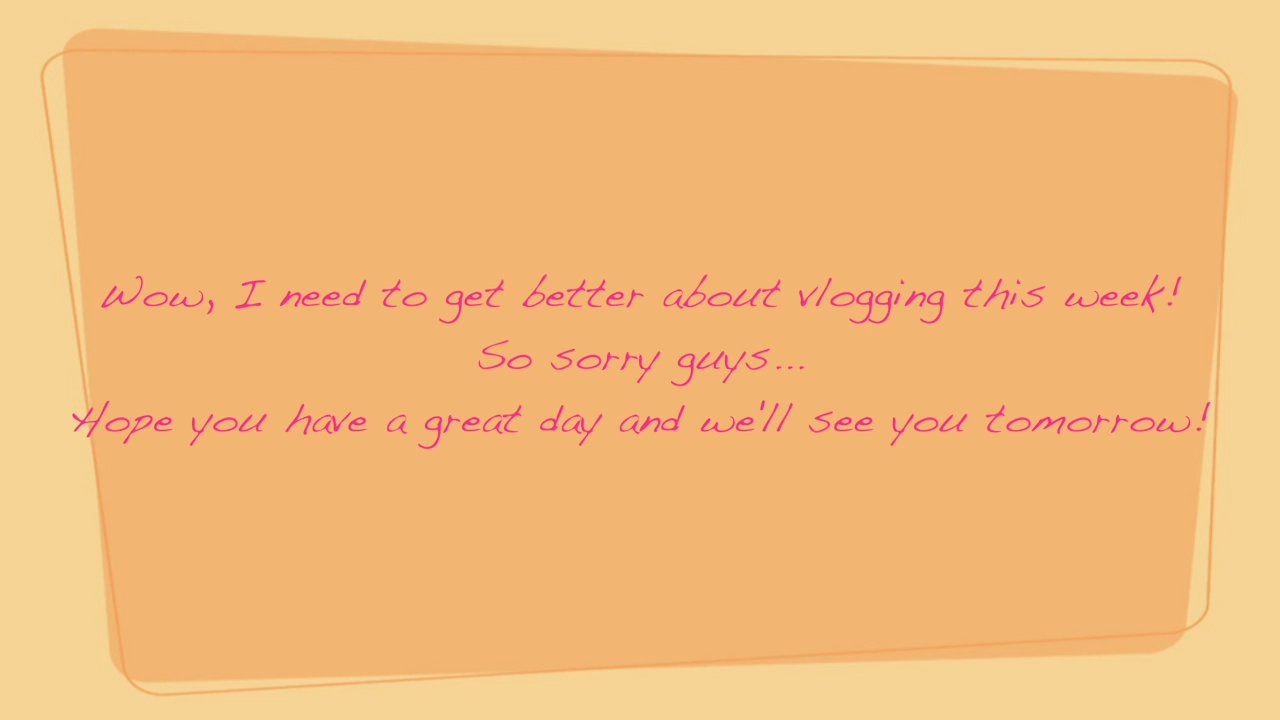 Wow, I need to get better about vlogging this week!
So sorry guys...
Hope you have a great day and we'll see you tomorrow!